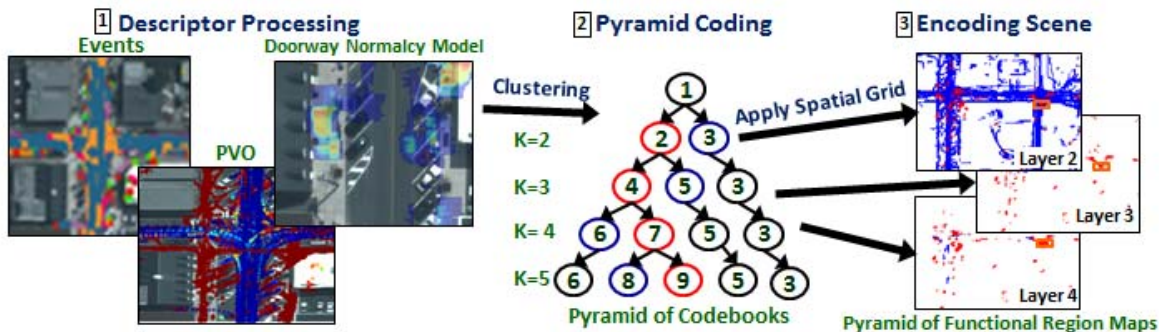 1 Descriptor Processing
Events
Doorway Normalcy Model
PVO
2 Pyramid Coding
Clustering
Apply Spatial Grid
1
K=2
2 3
K=3
4 5 3
K= 4
6 7 5 3
K=5
6 8 9 5 3
Pyramid of Codebooks
3 Encoding Scene
Layer 2
Layer 3
Layer 4
Pyramid of Functional Region Maps